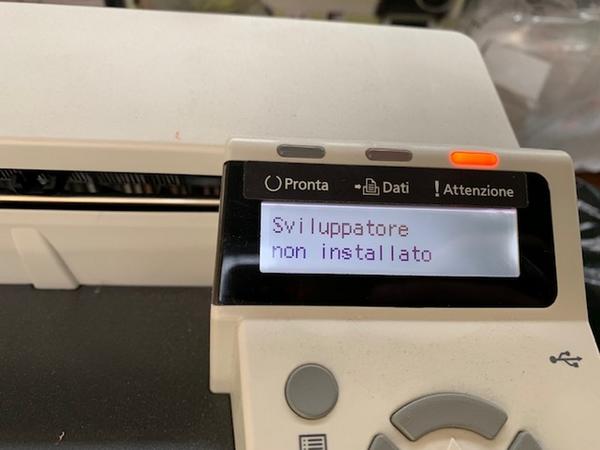 Pronta
Dati
! Attenzione
Sviluppatore
non installato